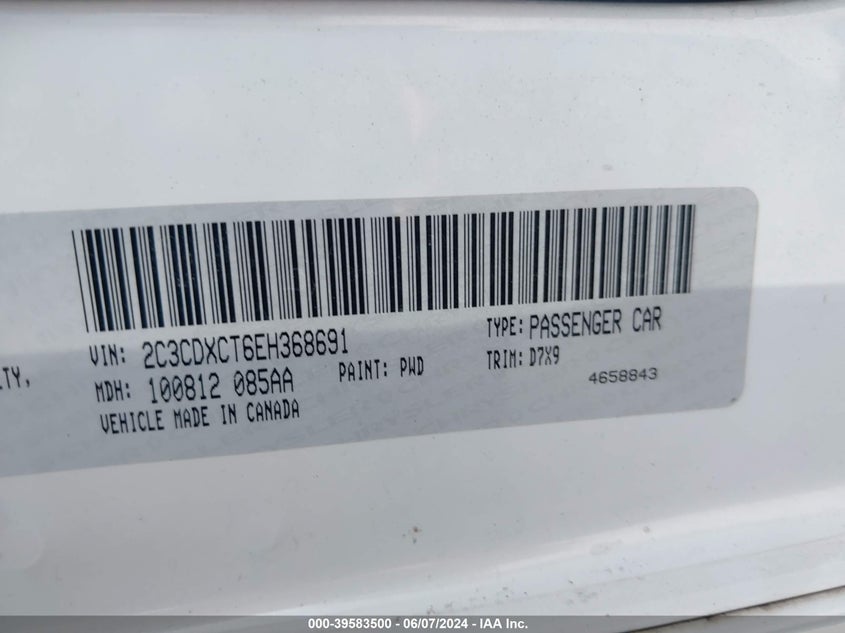 VIN: 2C3CDXCT6EH368691
TYPE: PASSENGER CAR
MDH: 100812 085AA
PAINT: PWD
TRIM: D7X9
VEHICLE MADE IN CANADA
4658843
000-39583500 - 06/07/2024 - IAA Inc.